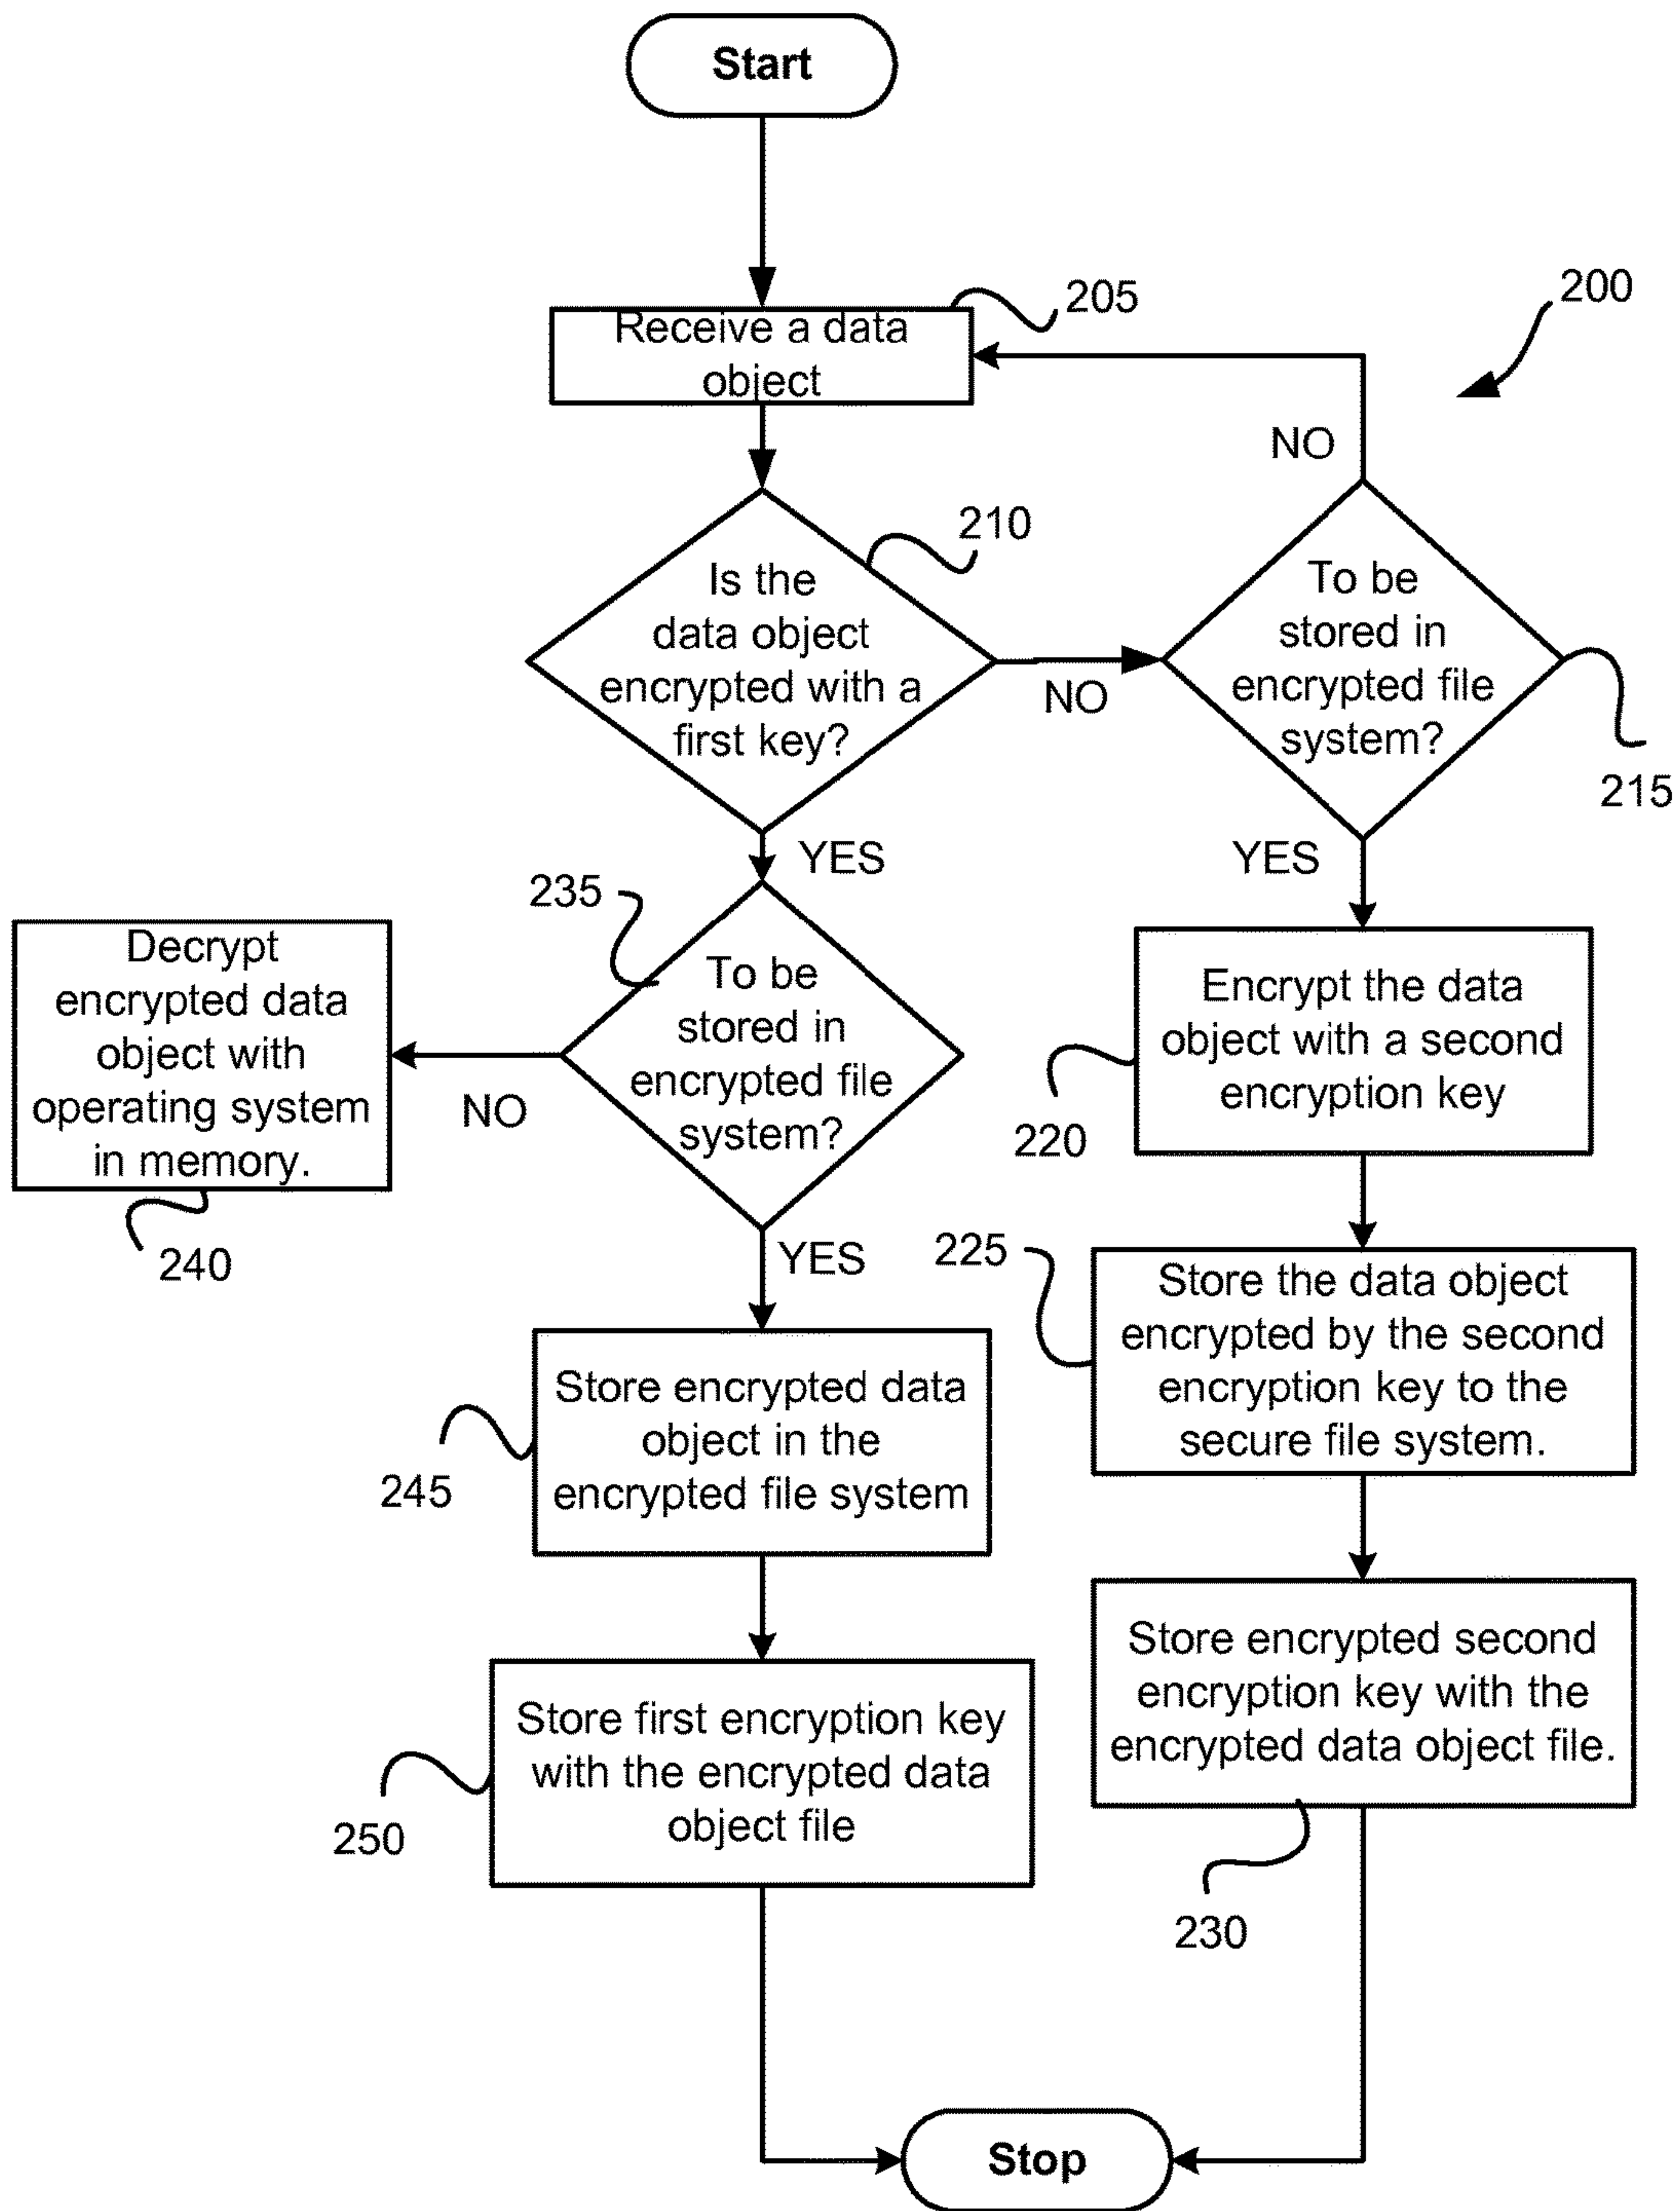 Start
205
200
Receive a data
object
NO
210
Is the
data object
encrypted with a
first key?
NO
To be
stored in
encrypted file
system?
215
YES
YES
235
Decrypt
encrypted data
object with
operating system
in memory.
240
NO
To be
stored in
encrypted file
system?
YES
Encrypt the data
object with a second
encryption key
220
225
Store the data object
encrypted by the second
encryption key to the
secure file system.
Store encrypted data
object in the
encrypted file system
245
Store encrypted second
encryption key with the
encrypted data object file.
230
Store first encryption key
with the encrypted data
object file
250
Stop